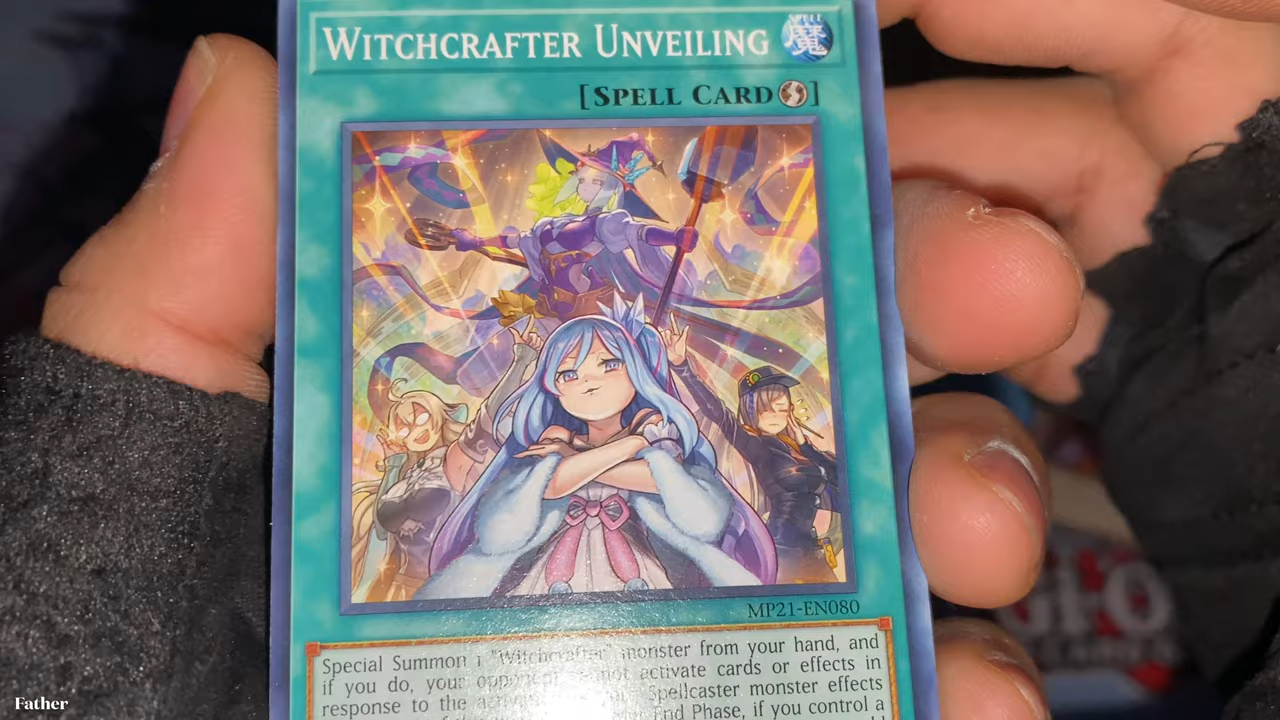 WITCHCRAFTER UNVEILING
SPELL
魔
[SPELL CARD]
MP21-EN080
Special Summon 1 "Witchcrafter" monster from your hand, and
if you do, your opponent cannot activate cards or effects in
response to the Spellcaster monster effects
End Phase, if you control a
Father